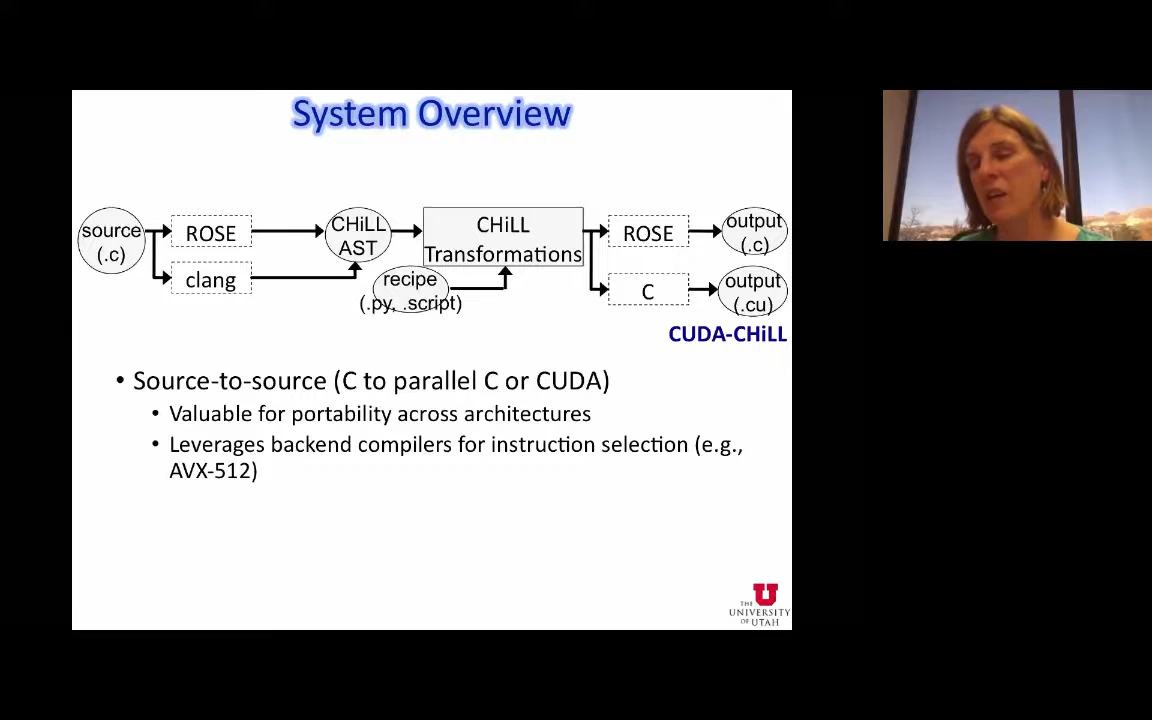 System Overview
source
(.c)
ROSE
clang
CHiLL
AST
recipe
(.py, .script)
CHiLL
Transformations
ROSE
C
output
(.c)
output
(.cu)
CUDA-CHiLL
• Source-to-source (C to parallel C or CUDA)
• Valuable for portability across architectures
• Leverages backend compilers for instruction selection (e.g.,
AVX-512)
THE
UNIVERSITY
OF UTAH